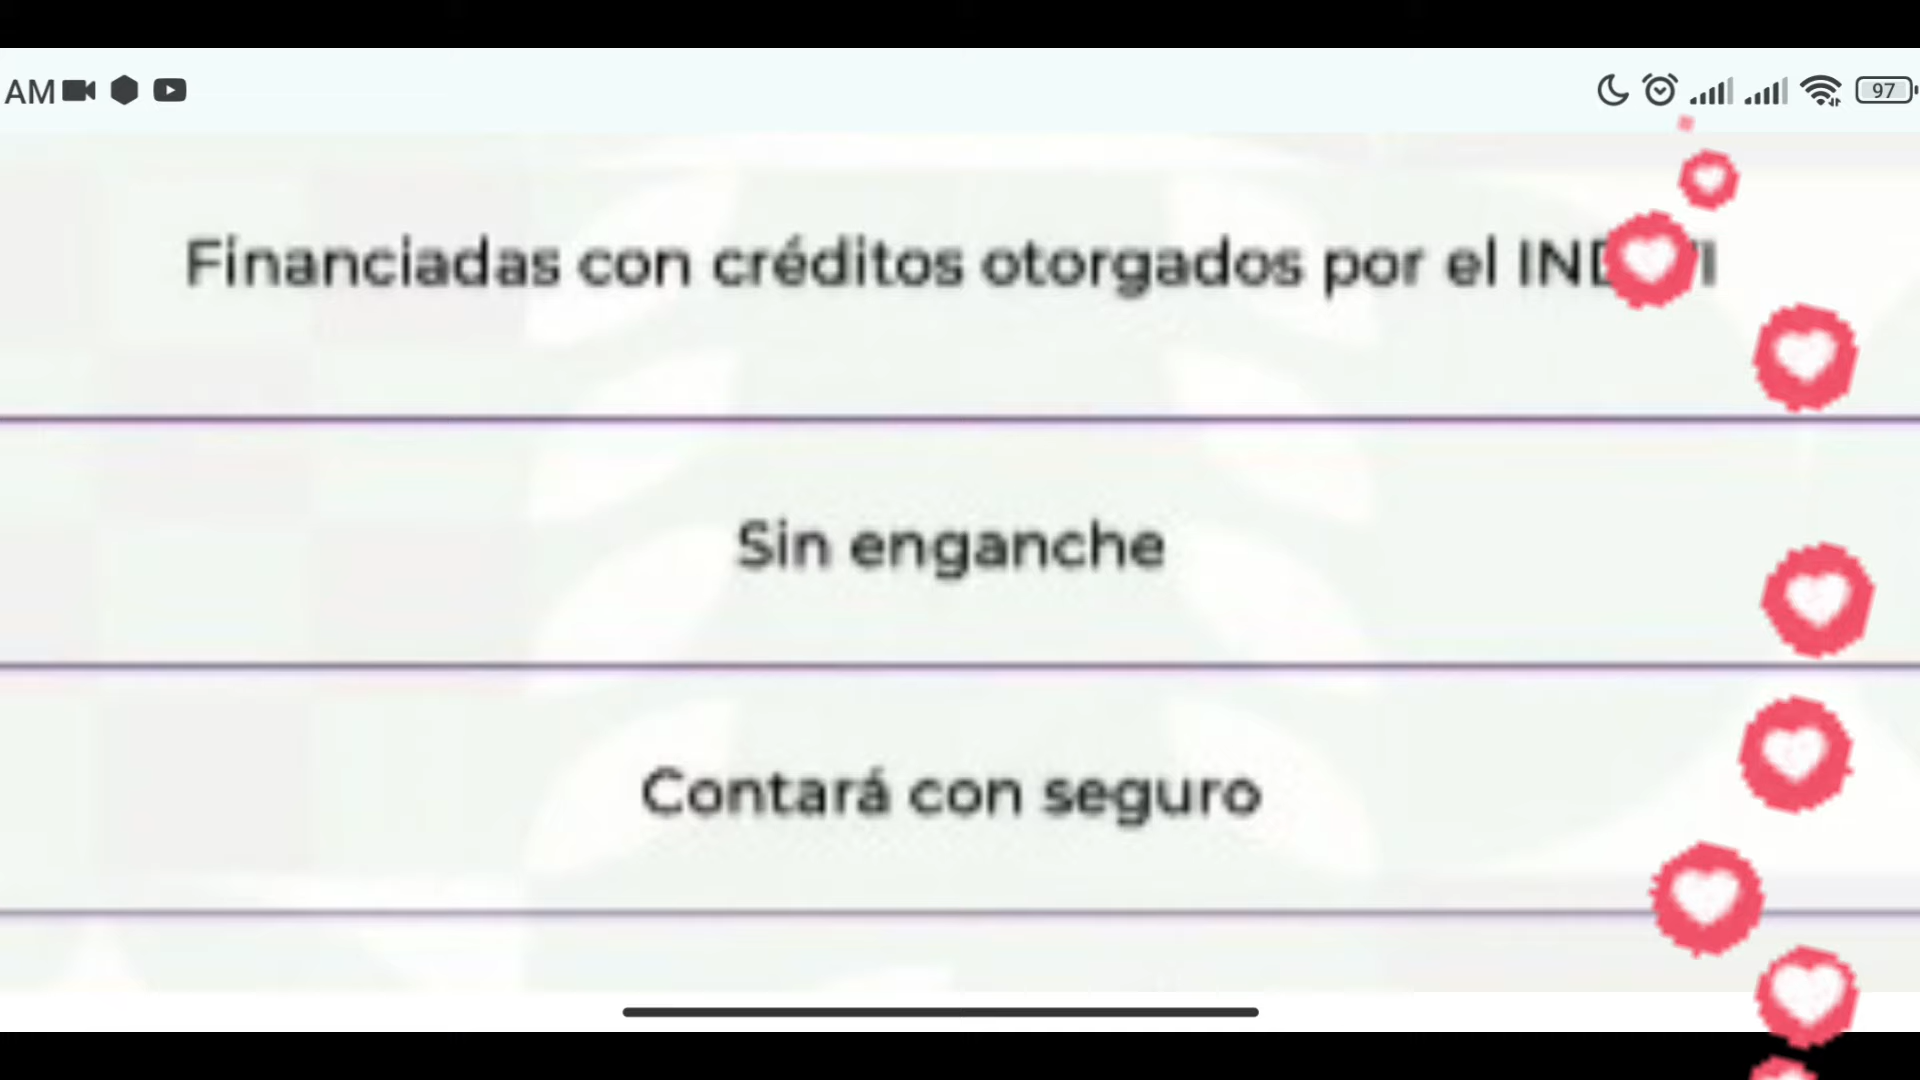 AM
97
Financiadas con créditos otorgados por el
Sin enganche
Contará con seguro